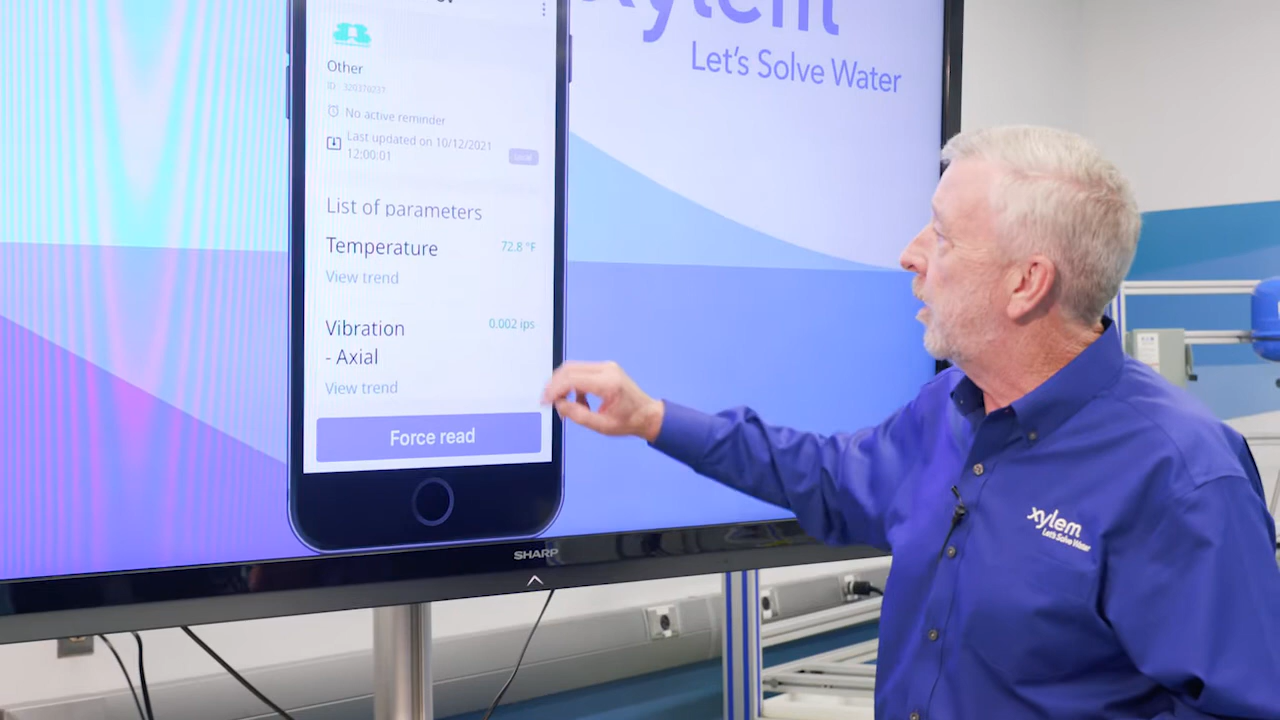 xylem
Let's Solve Water
Other
No active reminder
Last updated on 10/12/2021
12:00:01
List of parameters
Temperature
72.8 °F
View trend
Vibration
- Axial
0.002 ips
View trend
Force read
SHARP
xylem
Let's Solve Water